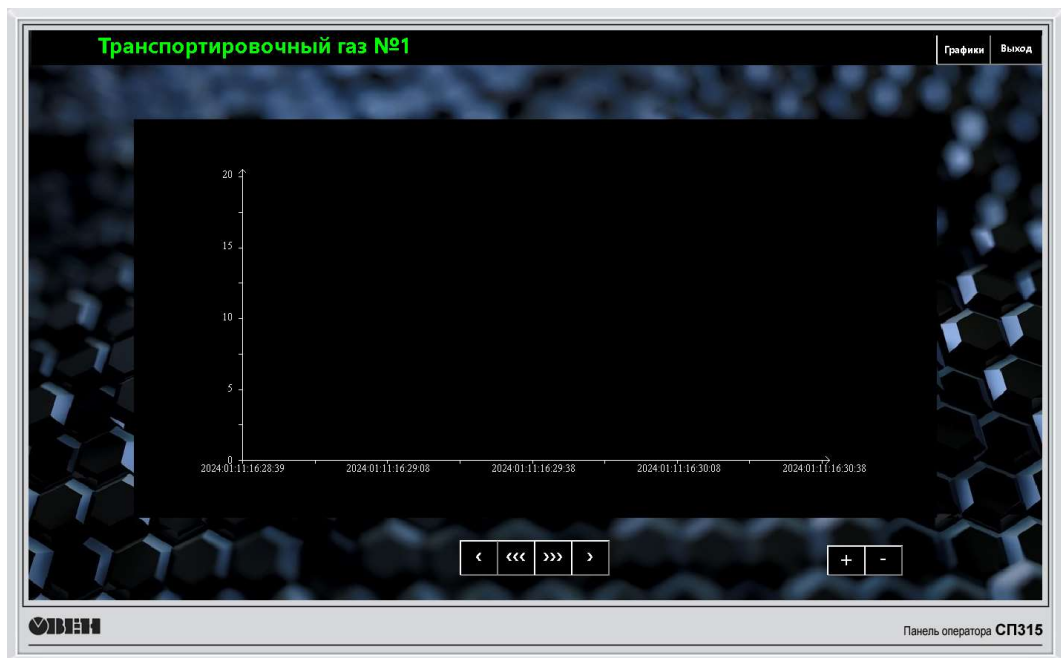 Транспортировочный газ №1
Графики
Выход
20
15
10
5
0
2024:01:11:16:28:39 2024:01:11:16:29:08 2024:01:11:16:29:38 2024:01:11:16:30:08 2024:01:11:16:30:38
‹ ‹‹‹ ››› ›
+ -
ОВЕН
Панель оператора СП315